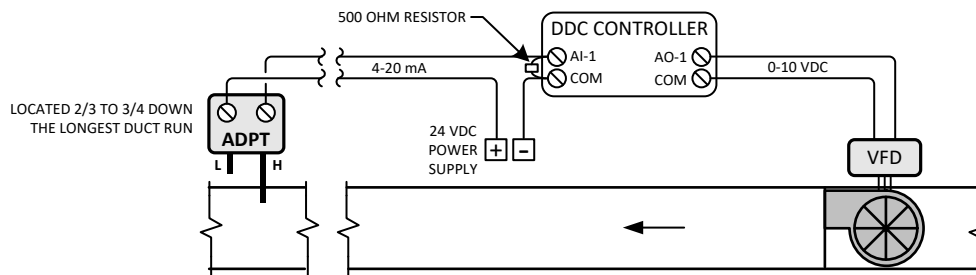 500 OHM RESISTOR
DDC CONTROLLER
AI-1
AO-1
COM
COM
4-20 mA
0-10 VDC
LOCATED 2/3 TO 3/4 DOWN
THE LONGEST DUCT RUN
ADPT
L
H
24 VDC
POWER
SUPPLY
+
−
VFD